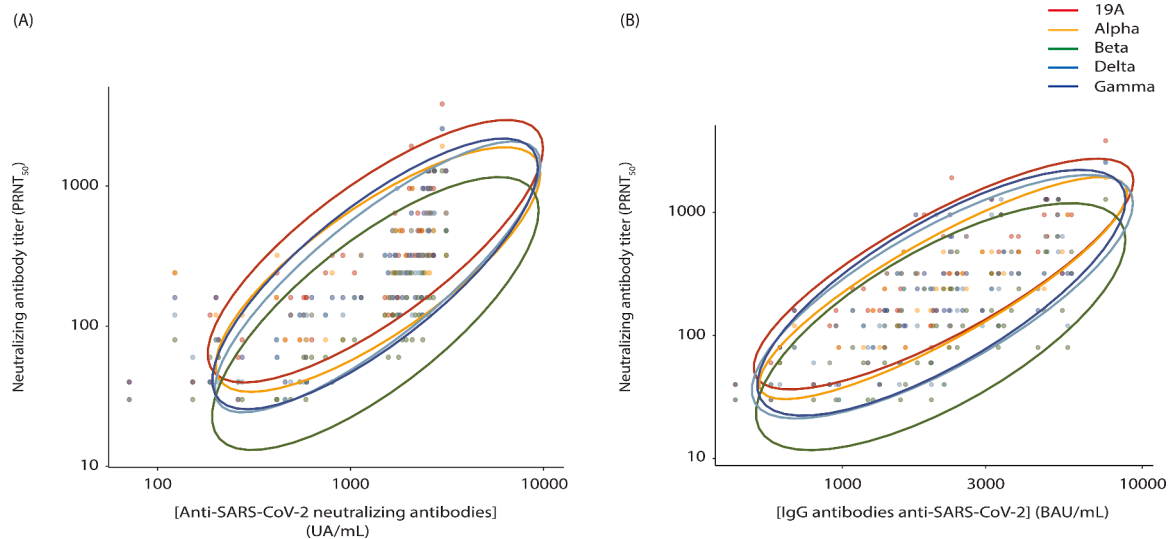 (A)
Neutralizing antibody titer (PRNT50)
1000
100
10
100
1000
10000
[Anti-SARS-CoV-2 neutralizing antibodies]
(UA/mL)
(B)
19A
Alpha
Beta
Delta
Gamma
Neutralizing antibody titer (PRNT50)
1000
100
10
1000
3000
10000
[IgG antibodies anti-SARS-CoV-2] (BAU/mL)